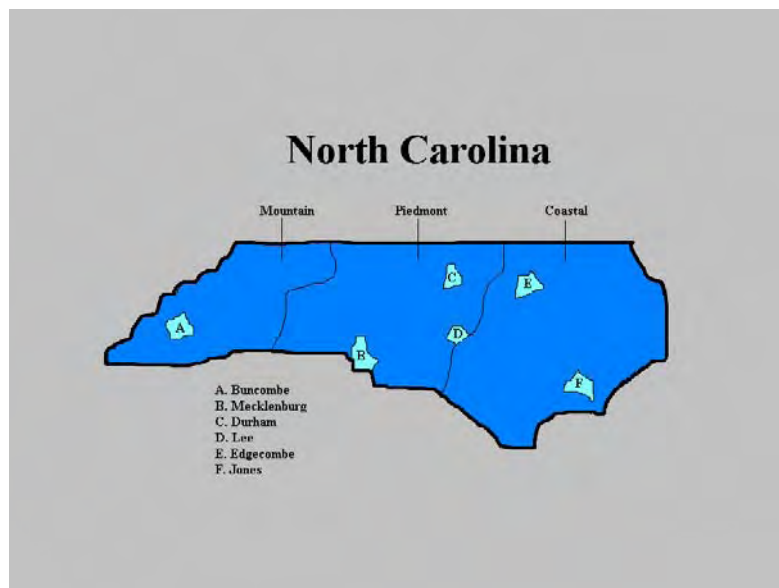 North Carolina
Mountain Piedmont Coastal
C
E
A
D
B
F
A. Buncombe
B. Mecklenburg
C. Durham
D. Lee
E. Edgecombe
F. Jones